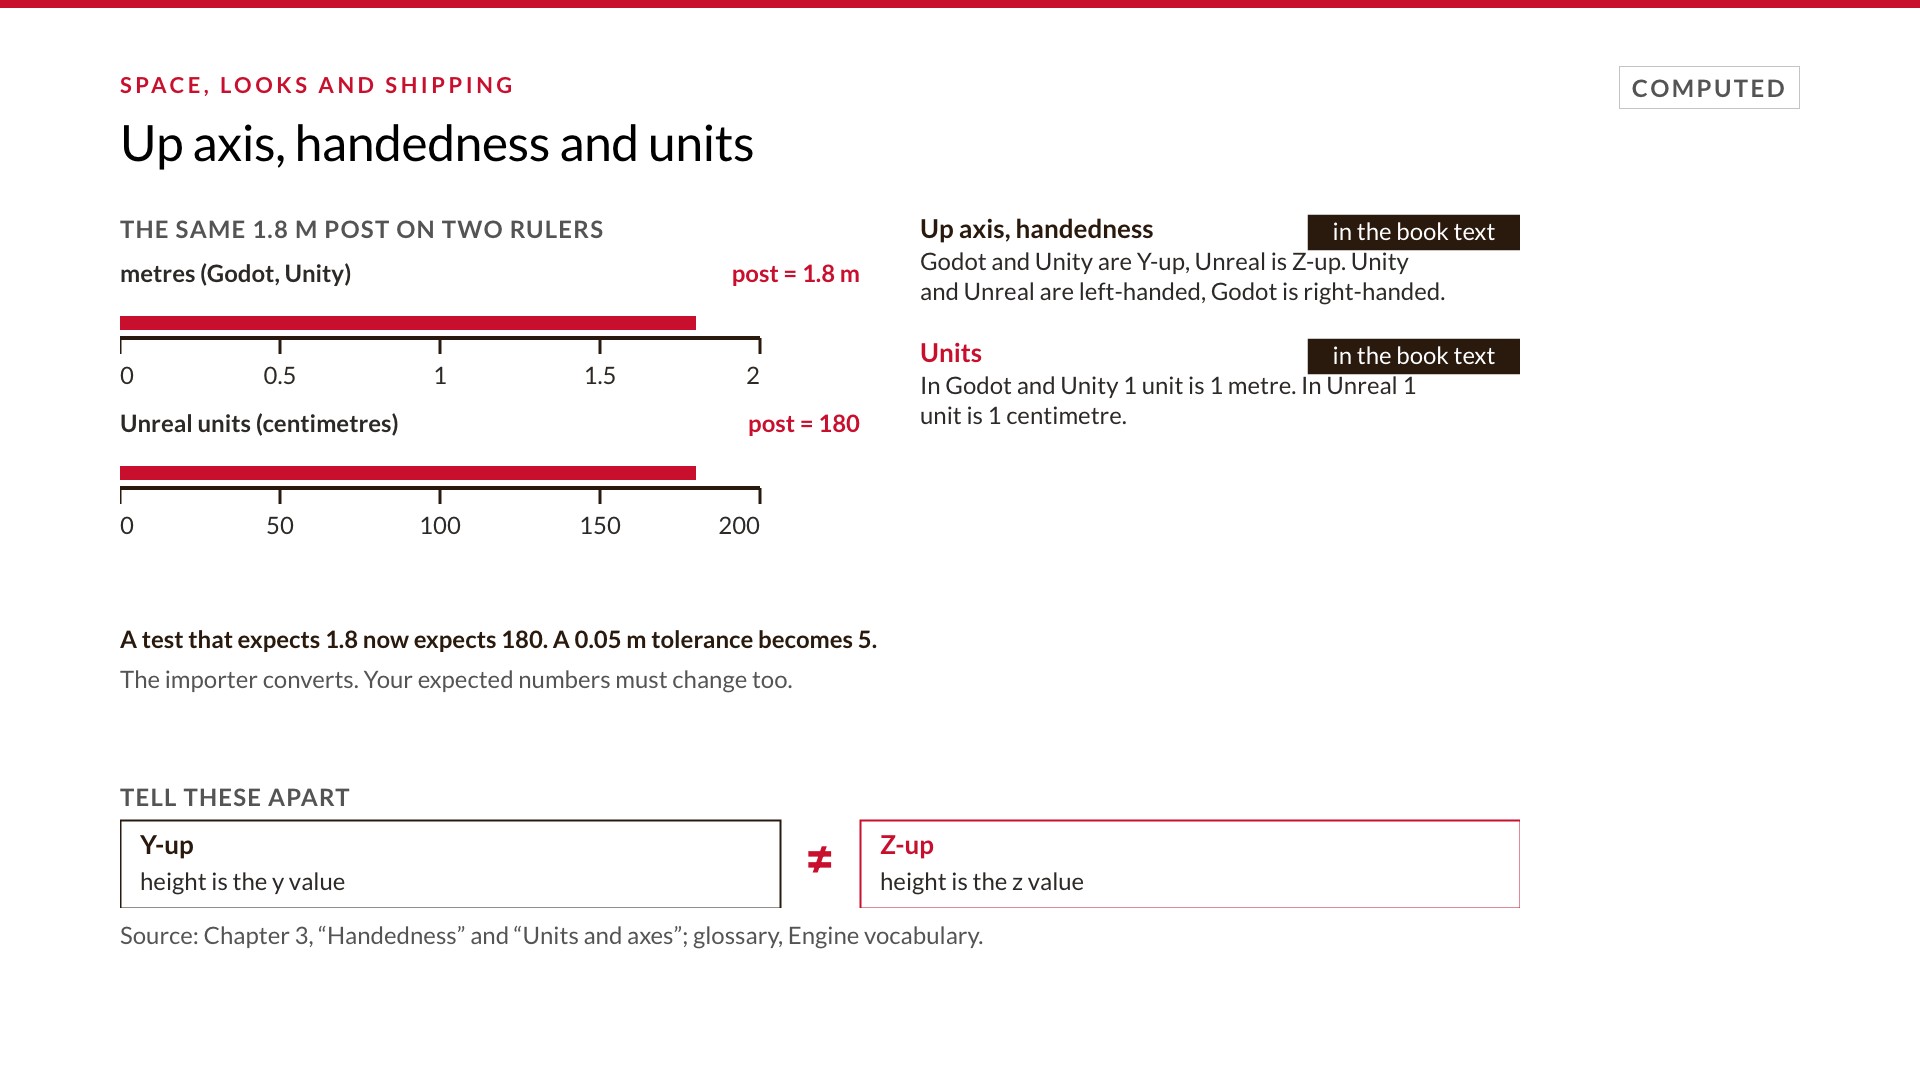 SPACE, LOOKS AND SHIPPING
COMPUTED
Up axis, handedness and units
THE SAME 1.8 M POST ON TWO RULERS
metres (Godot, Unity)
post = 1.8 m
0 0.5 1 1.5 2
Unreal units (centimetres)
post = 180
0 50 100 150 200
Up axis, handedness
in the book text
Godot and Unity are Y-up, Unreal is Z-up. Unity
and Unreal are left-handed, Godot is right-handed.
Units
in the book text
In Godot and Unity 1 unit is 1 metre. In Unreal 1
unit is 1 centimetre.
A test that expects 1.8 now expects 180. A 0.05 m tolerance becomes 5.
The importer converts. Your expected numbers must change too.
TELL THESE APART
Y-up
height is the y value
≠
Z-up
height is the z value
Source: Chapter 3, “Handedness” and “Units and axes”; glossary, Engine vocabulary.